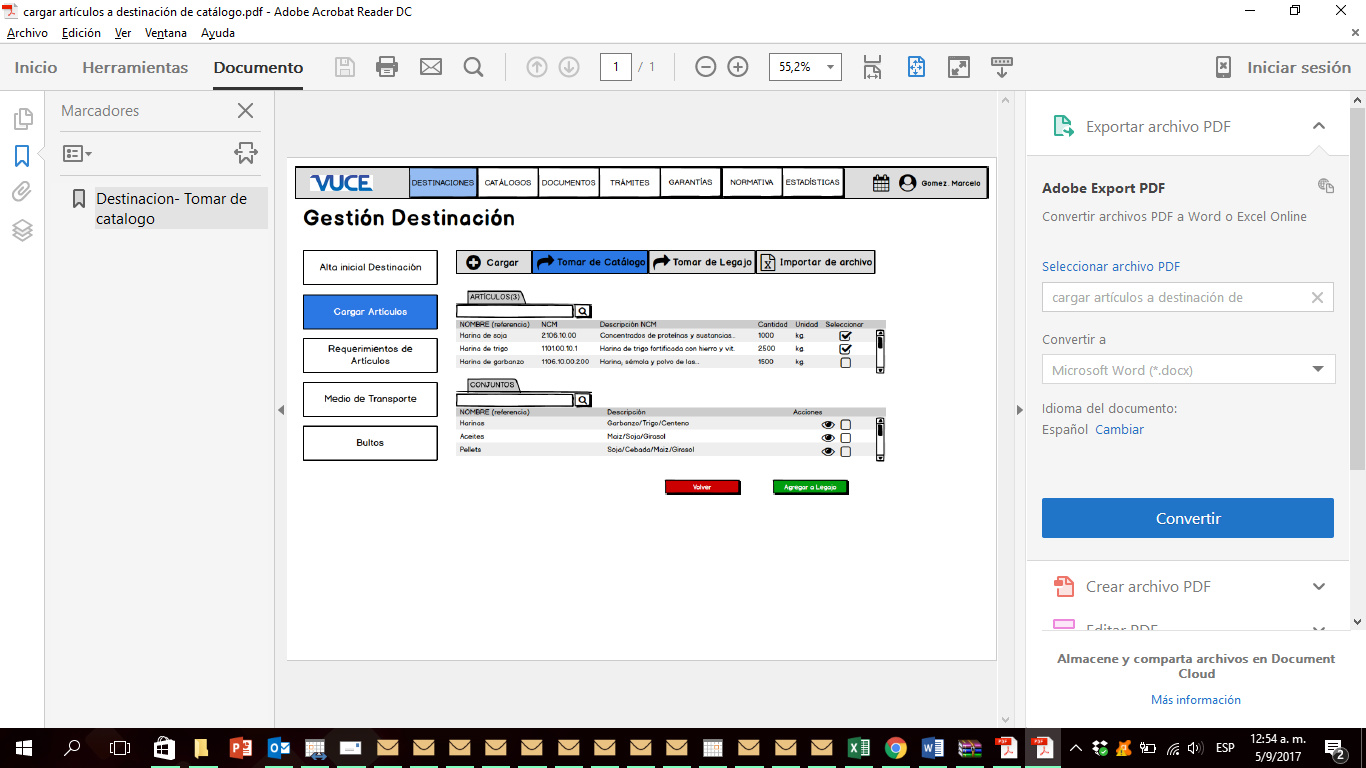 cargar artículos a destinación de catálogo.pdf - Adobe Acrobat Reader DC
Archivo Edición Ver Ventana Ayuda
Inicio Herramientas Documento 1 / 1 55,2% Iniciar sesión
Marcadores
Destinacion- Tomar de
catalogo
VUCE DESTINACIONES CATÁLOGOS DOCUMENTOS TRÁMITES GARANTÍAS NORMATIVA ESTADÍSTICAS Gomez . Marcelo
Gestión Destinación
Alta inicial Destinación
Cargar Artículos
Requerimientos de
Artículos
Medio de Transporte
Bultos
Cargar Tomar de Catálogo Tomar de Legajo Importar de archivo
ARTÍCULOS(3)
NOMBRE (referencia) NCM Descripción NCM Cantidad Unidad Seleccionar
Harina de soja 2106.10.00 Concentrados de proteínas y sustancias.. 1000 kg.
Harina de trigo 1101.00.10.1 Harina de trigo fortificada con hierro y vit. 2500 kg.
Harina de garbanzo 1106.10.00.200 Harina, sémola y polvo de las.. 1500 kg.
CONJUNTOS
NOMBRE (referencia) Descripción Acciones
Harinas Garbanzo/Trigo/Centeno
Aceites Maiz/Soja/Girasol
Pellets Soja/Cebada/Maiz/Girasol
Volver Agregar a Legajo
Exportar archivo PDF
Adobe Export PDF
Convertir archivos PDF a Word o Excel Online
Seleccionar archivo PDF
cargar artículos a destinación de
Convertir a
Microsoft Word (*.docx)
Idioma del documento:
Español Cambiar
Convertir
Crear archivo PDF
Editar PDF
Almacene y comparta archivos en Document
Cloud
Más información
ESP 12:54 a. m.
5/9/2017
2